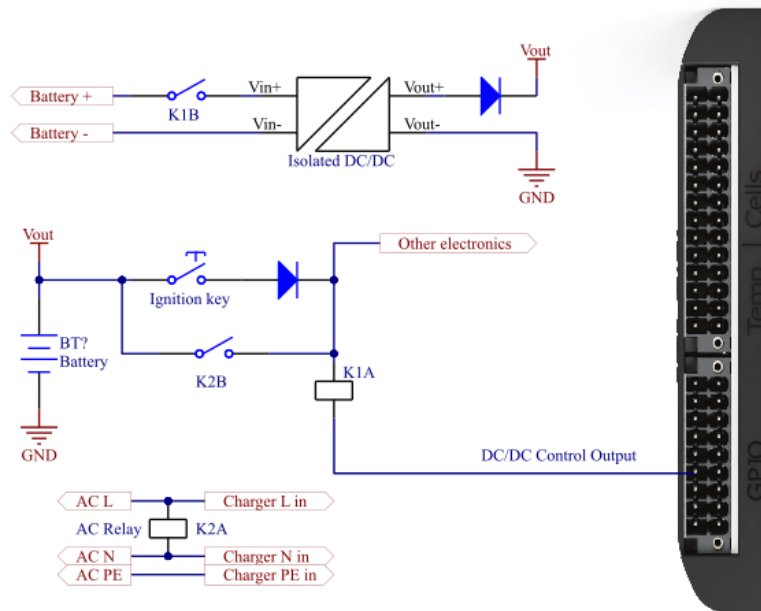 Vout
Battery +
K1B
Vin+
Vout+
Battery -
Vin-
Vout-
Isolated DC/DC
GND
Vout
Other electronics
Ignition key
BT?
Battery
K2B
K1A
GND
DC/DC Control Output
AC L
Charger L in
AC Relay
K2A
AC N
Charger N in
AC PE
Charger PE in
Cells
Temp |
GPIO